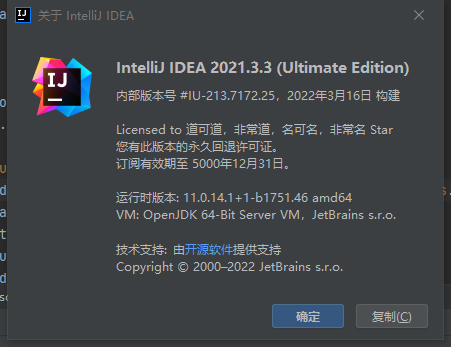 关于 IntelliJ IDEA
IJ
IntelliJ IDEA 2021.3.3 (Ultimate Edition)
内部版本号 #IU-213.7172.25，2022年3月16日 构建
Licensed to 道可道，非常道，名可名，非常名 Star
您有此版本的永久回退许可证。
订阅有效期至 5000年12月31日。
运行时版本: 11.0.14.1+1-b1751.46 amd64
VM: OpenJDK 64-Bit Server VM，JetBrains s.r.o.
技术支持: 由开源软件提供支持
Copyright © 2000–2022 JetBrains s.r.o.
确定
复制(C)